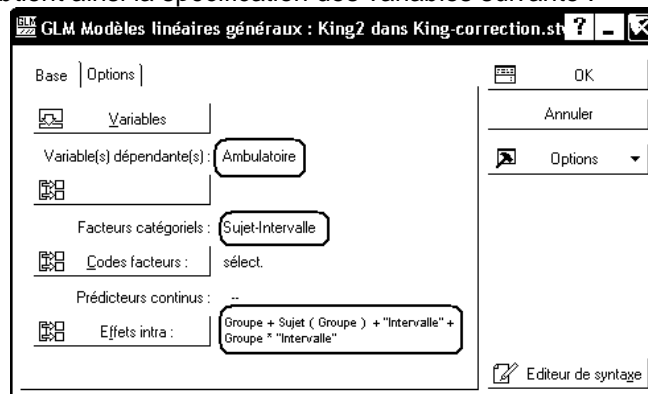 GLM Modèles linéaires généraux : King2 dans King-correction.st
Base
Options
OK
Variables
Annuler
Variable(s) dépendante(s) :
Ambulatoire
Options
Facteurs catégoriels :
Sujet-Intervalle
Codes facteurs :
sélect.
Prédicteurs continus :
--
Effets intra :
Groupe + Sujet ( Groupe ) + "Intervalle" +
Groupe * "Intervalle"
Editeur de syntaxe